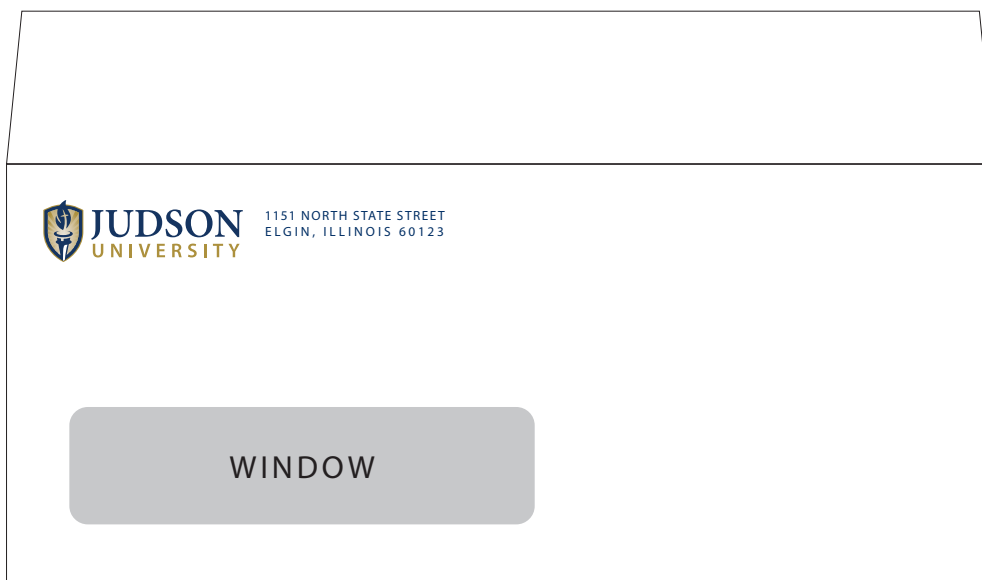 JUDSON
UNIVERSITY
1151 NORTH STATE STREET
ELGIN, ILLINOIS 60123
WINDOW